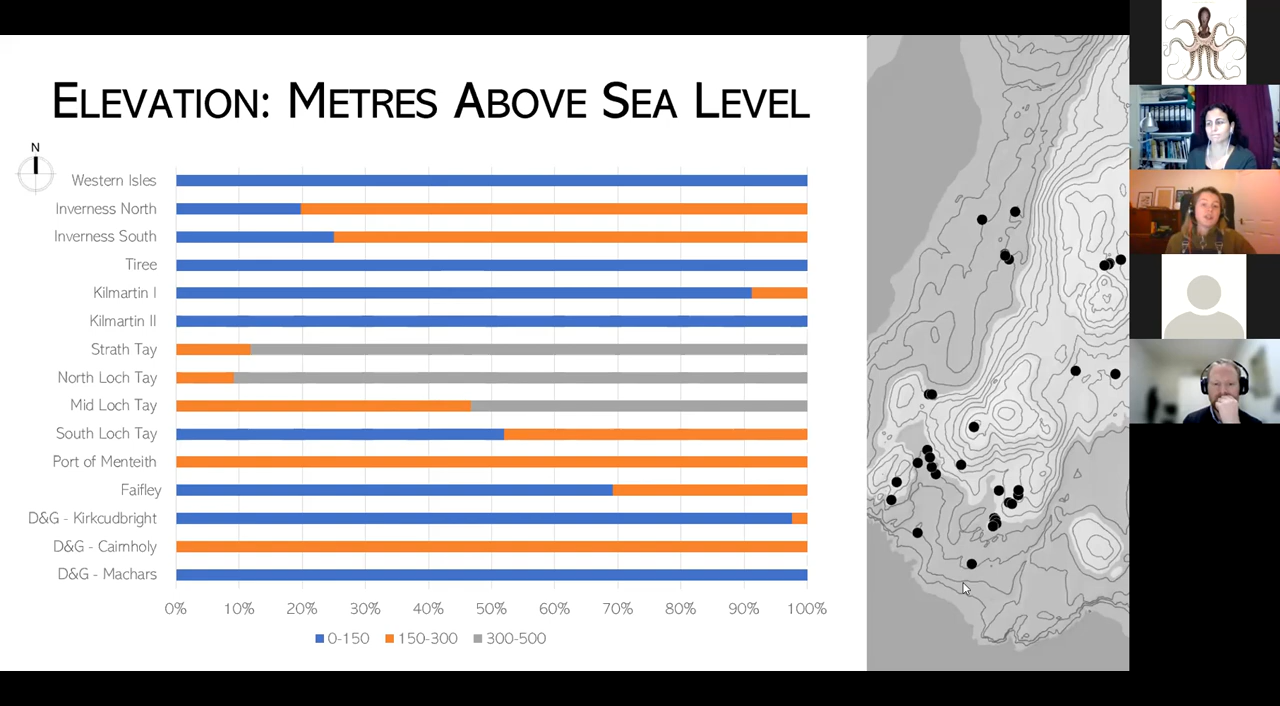 ELEVATION: METRES ABOVE SEA LEVEL
N
Western Isles
Inverness North
Inverness South
Tiree
Kilmartin I
Kilmartin II
Strath Tay
North Loch Tay
Mid Loch Tay
South Loch Tay
Port of Menteith
Faifley
D&G - Kirkcudbright
D&G - Cairnholy
D&G - Machars
0% 10% 20% 30% 40% 50% 60% 70% 80% 90% 100%
0-150 150-300 300-500